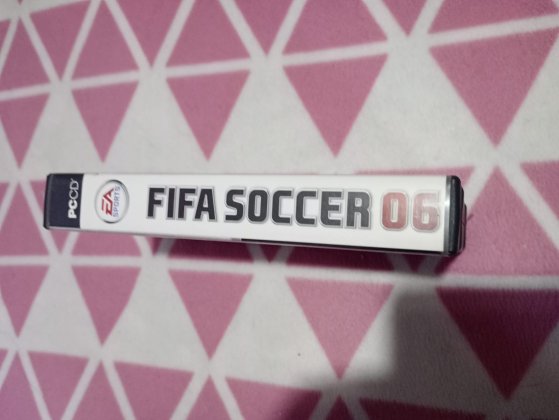 PC CD
EA
SPORTS
FIFA SOCCER 06